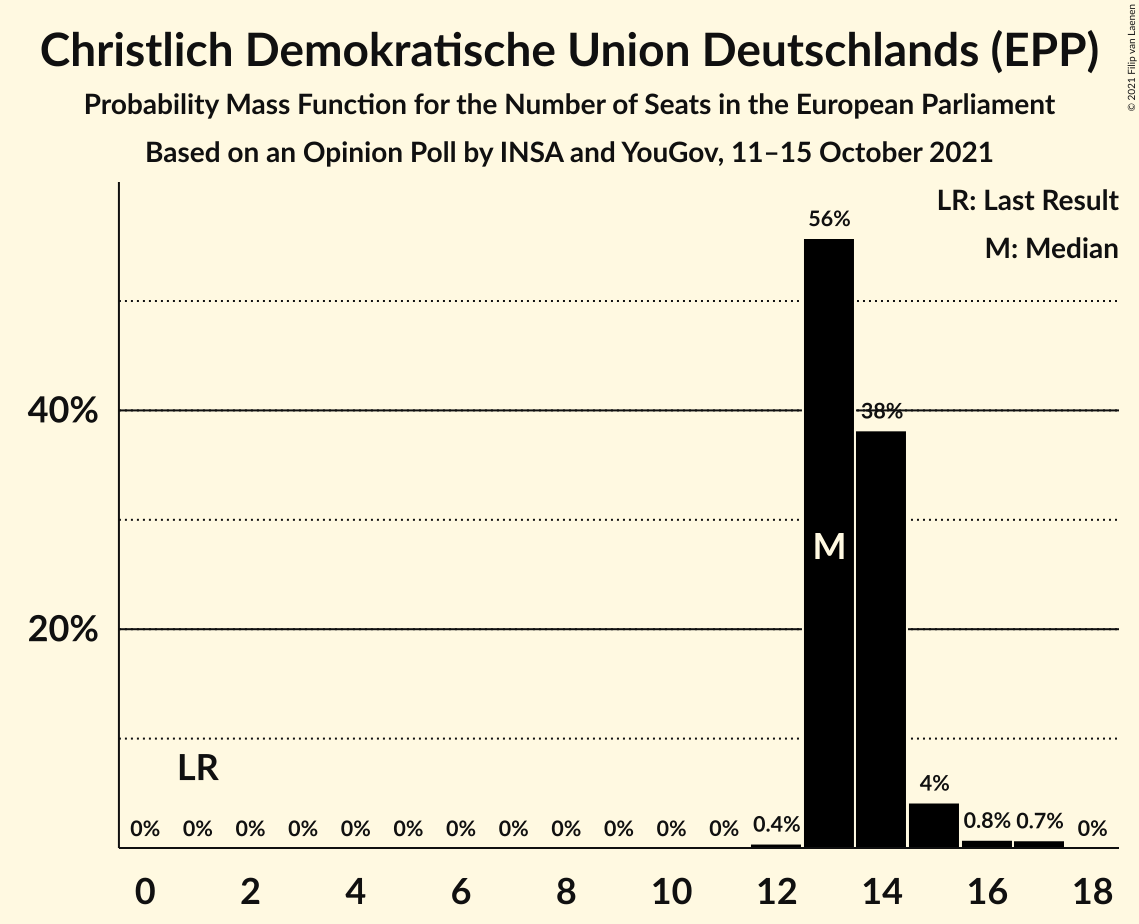 Christlich Demokratische Union Deutschlands (EPP)
Probability Mass Function for the Number of Seats in the European Parliament
Based on an Opinion Poll by INSA and YouGov, 11–15 October 2021
© 2021 Filip van Laenen
LR: Last Result
M: Median
56%
40%
38%
M
20%
LR
4%
0% 0% 0% 0% 0% 0% 0% 0% 0% 0% 0% 0% 0.4% 0.8% 0.7% 0%
0 2 4 6 8 10 12 14 16 18